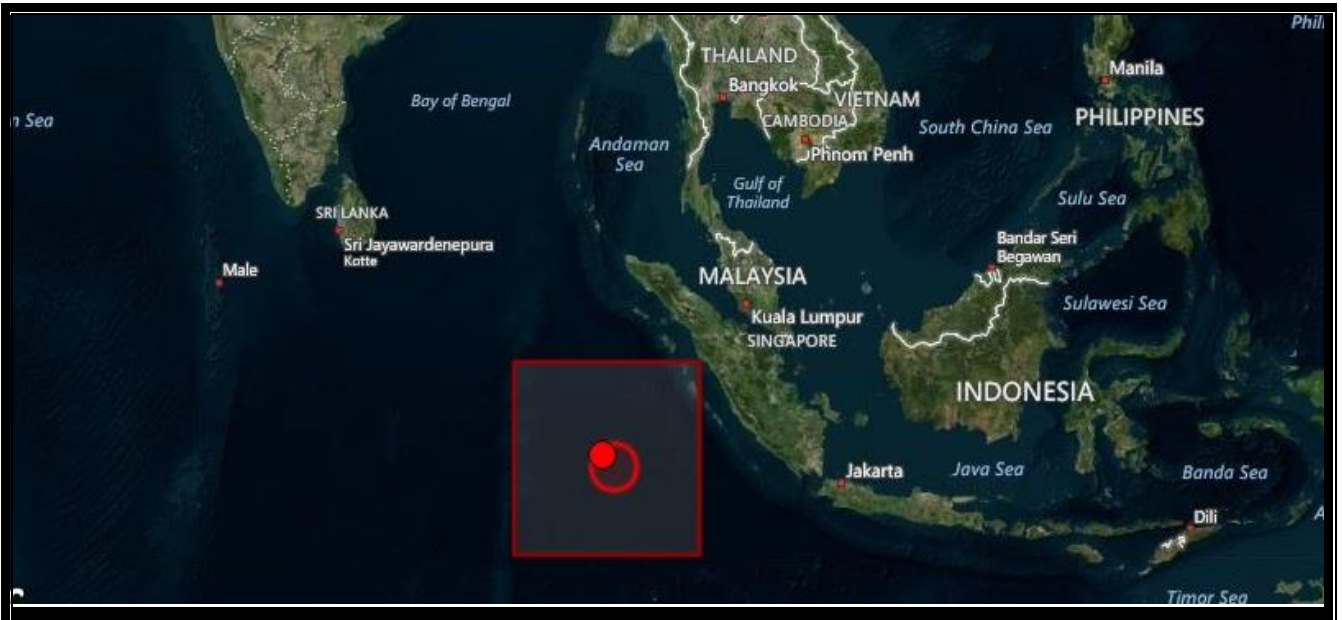 Phil
THAILAND
Bangkok
VIETNAM
CAMBODIA
Phnom Penh
Manila
PHILIPPINES
n Sea
Bay of Bengal
Andaman
Sea
South China Sea
Gulf of
Thailand
Sulu Sea
SRI LANKA
Sri Jayawardenepura
Kotte
Male
MALAYSIA
Kuala Lumpur
SINGAPORE
Bandar Seri
Begawan
Sulawesi Sea
INDONESIA
Jakarta
Java Sea
Banda Sea
Dili
A
Timor Sea